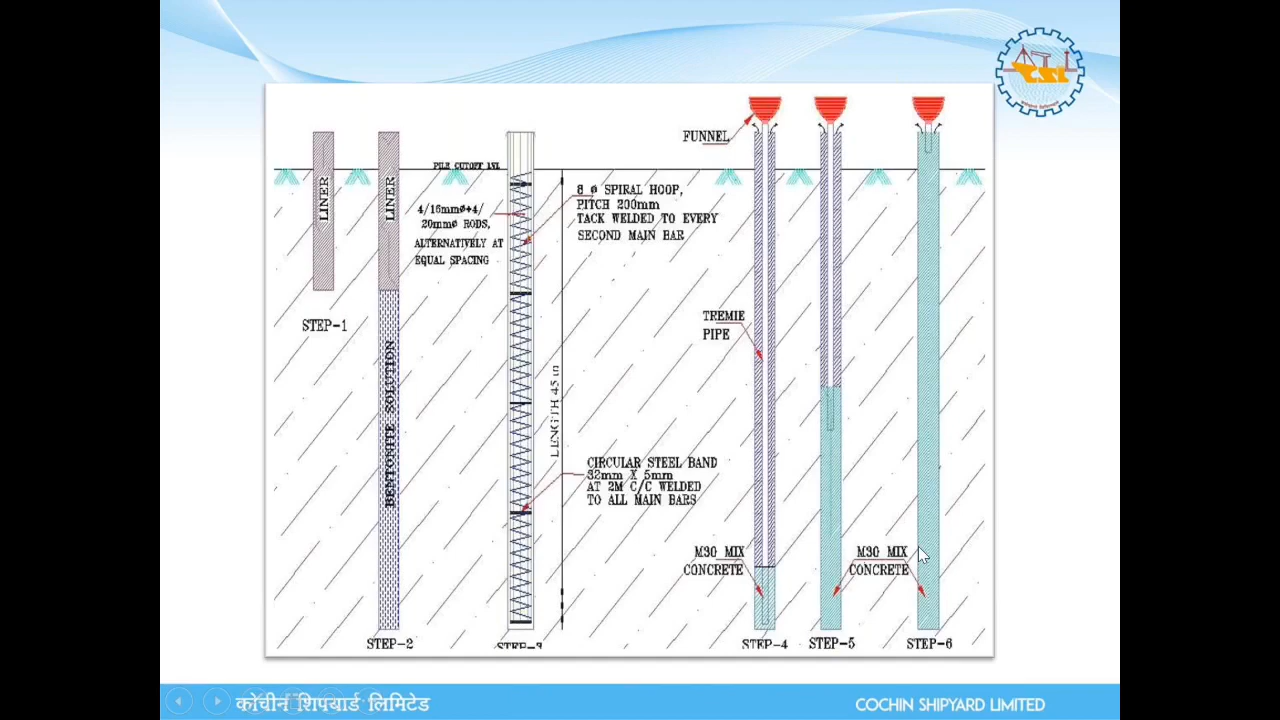 CSL
FUNNEL
PILE CUTOFF LVL
LINER
LINER
8 ø SPIRAL HOOP,
PITCH 200mm
TACK WELDED TO EVERY
SECOND MAIN BAR
4/16mmø+4/
20mmø RODS,
ALTERNATIVELY AT
EQUAL SPACING
STEP-1
TREMIE
PIPE
BENTONITE SOLUTION
LENGTH 45 m
CIRCULAR STEEL BAND
32mm X 5mm
AT 2M C/C WELDED
TO ALL MAIN BARS
M30 MIX
CONCRETE
M30 MIX
CONCRETE
STEP-2
STEP-3
STEP-4
STEP-5
STEP-6
कोचीन शिपयार्ड लिमिटेड
COCHIN SHIPYARD LIMITED